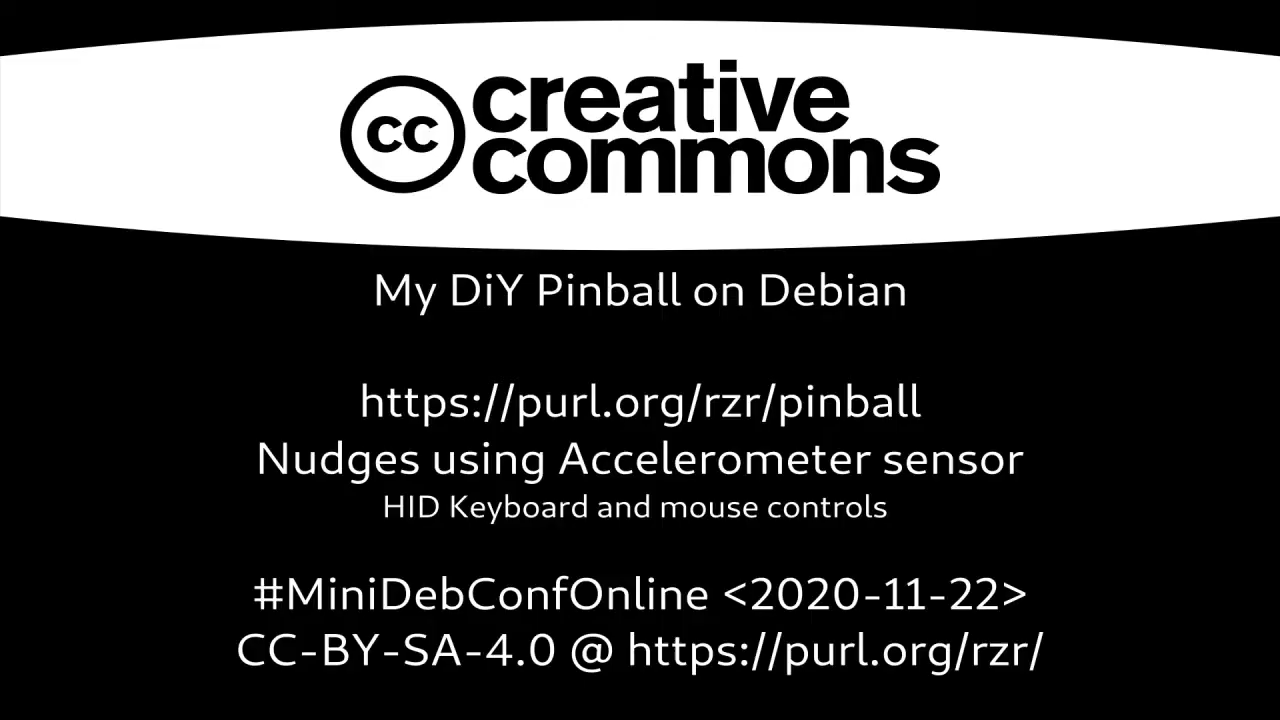 cc creative
commons
My DiY Pinball on Debian
https://purl.org/rzr/pinball
Nudges using Accelerometer sensor
HID Keyboard and mouse controls
#MiniDebConfOnline <2020-11-22>
CC-BY-SA-4.0 @ https://purl.org/rzr/